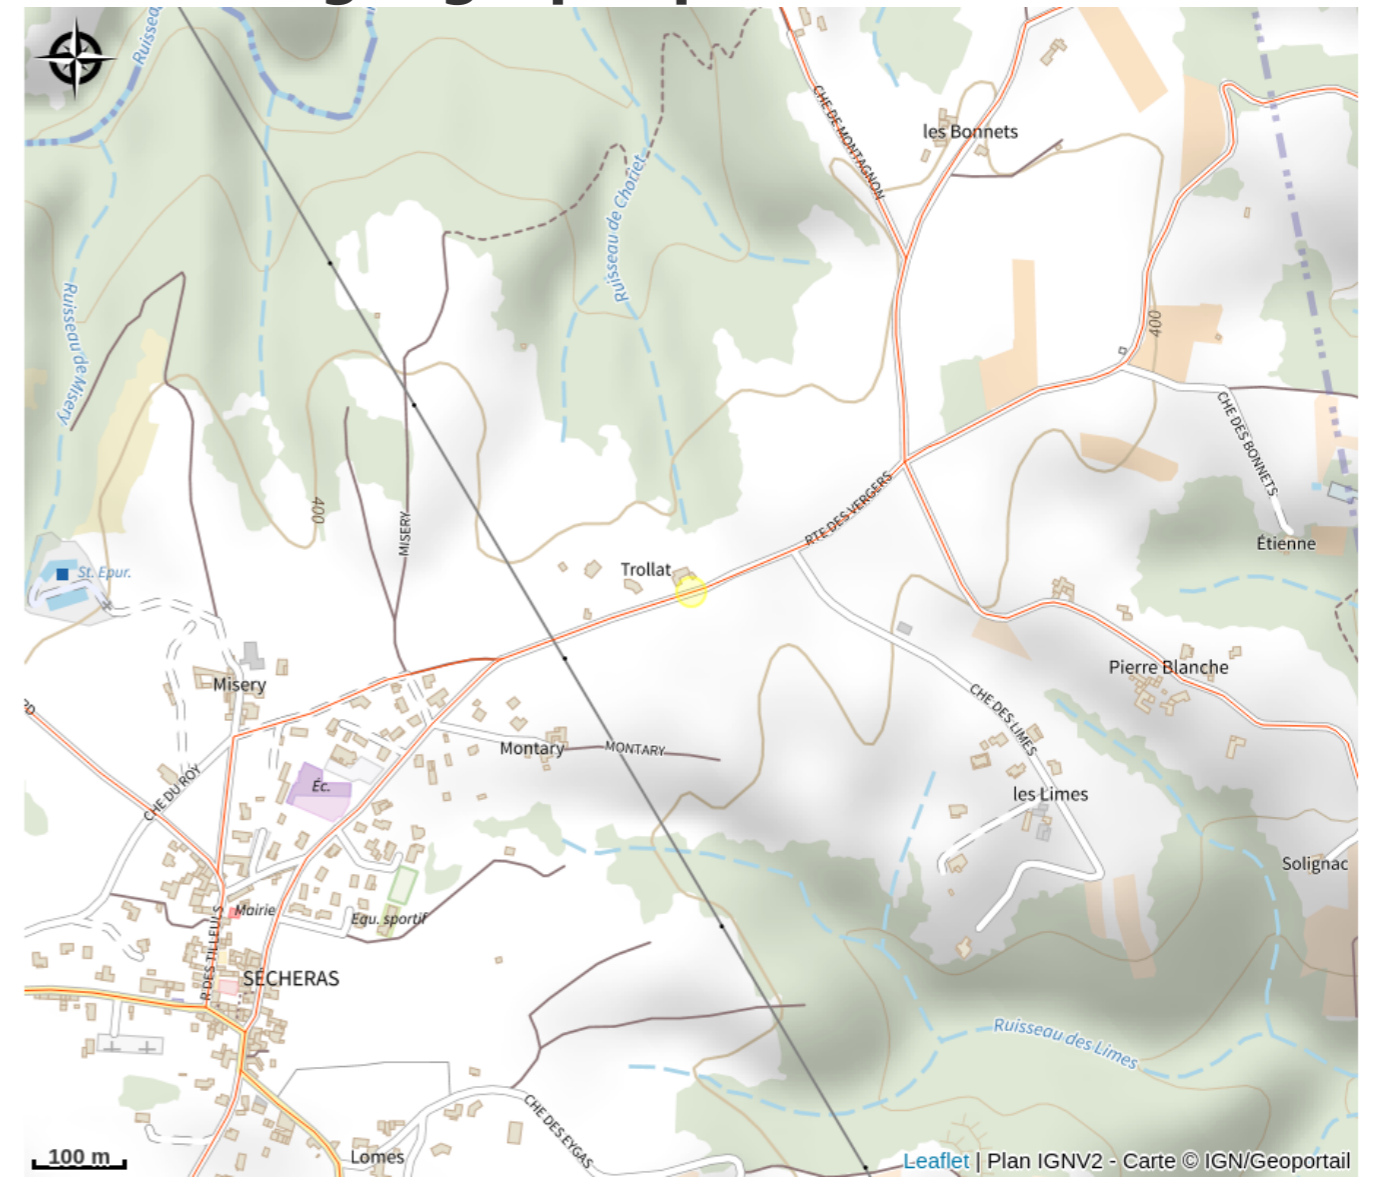 Ruissea
CHE DE MONTAGNON
les Bonnets
Ruisseau de Choriet
Ruisseau de Misery
400
CHE DES BONNETS
400
MISERY
RTE DES VERGERS
Étienne
Trollat
St. Epur.
Misery
Pierre Blanche
CHE DES LIMES
RD
Montary
MONTARY
Éc.
CHE DU ROY
les Limes
Solignac
Mairie
Equ. sportif
R DES TILLEULS
SÉCHERAS
Ruisseau des Limes
CHE DES EYGAS
Lomes
100 m
Leaflet | Plan IGNV2 - Carte © IGN/Geoportail